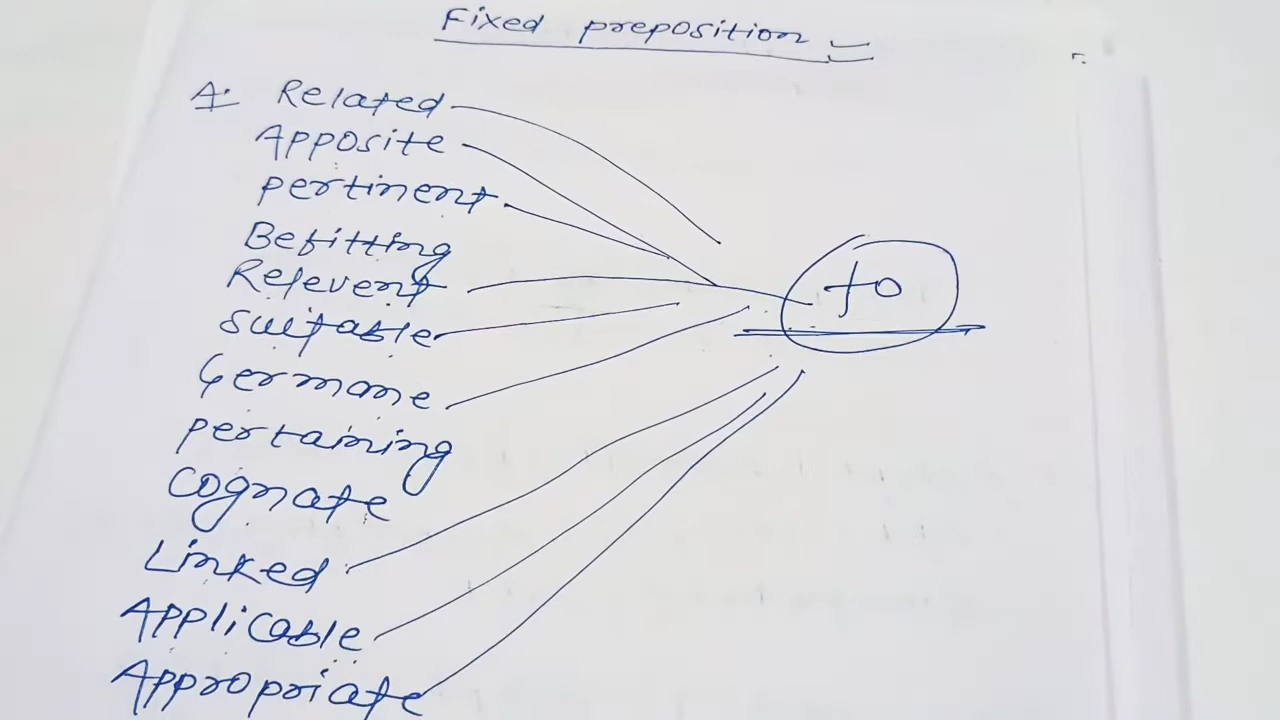 Fixed preposition
A. Related
Apposite
Pertinent
Befitting
Relevent
to
Suitable
Germane
Pertaining
Cognate
Linked
Applicable
Appropriate